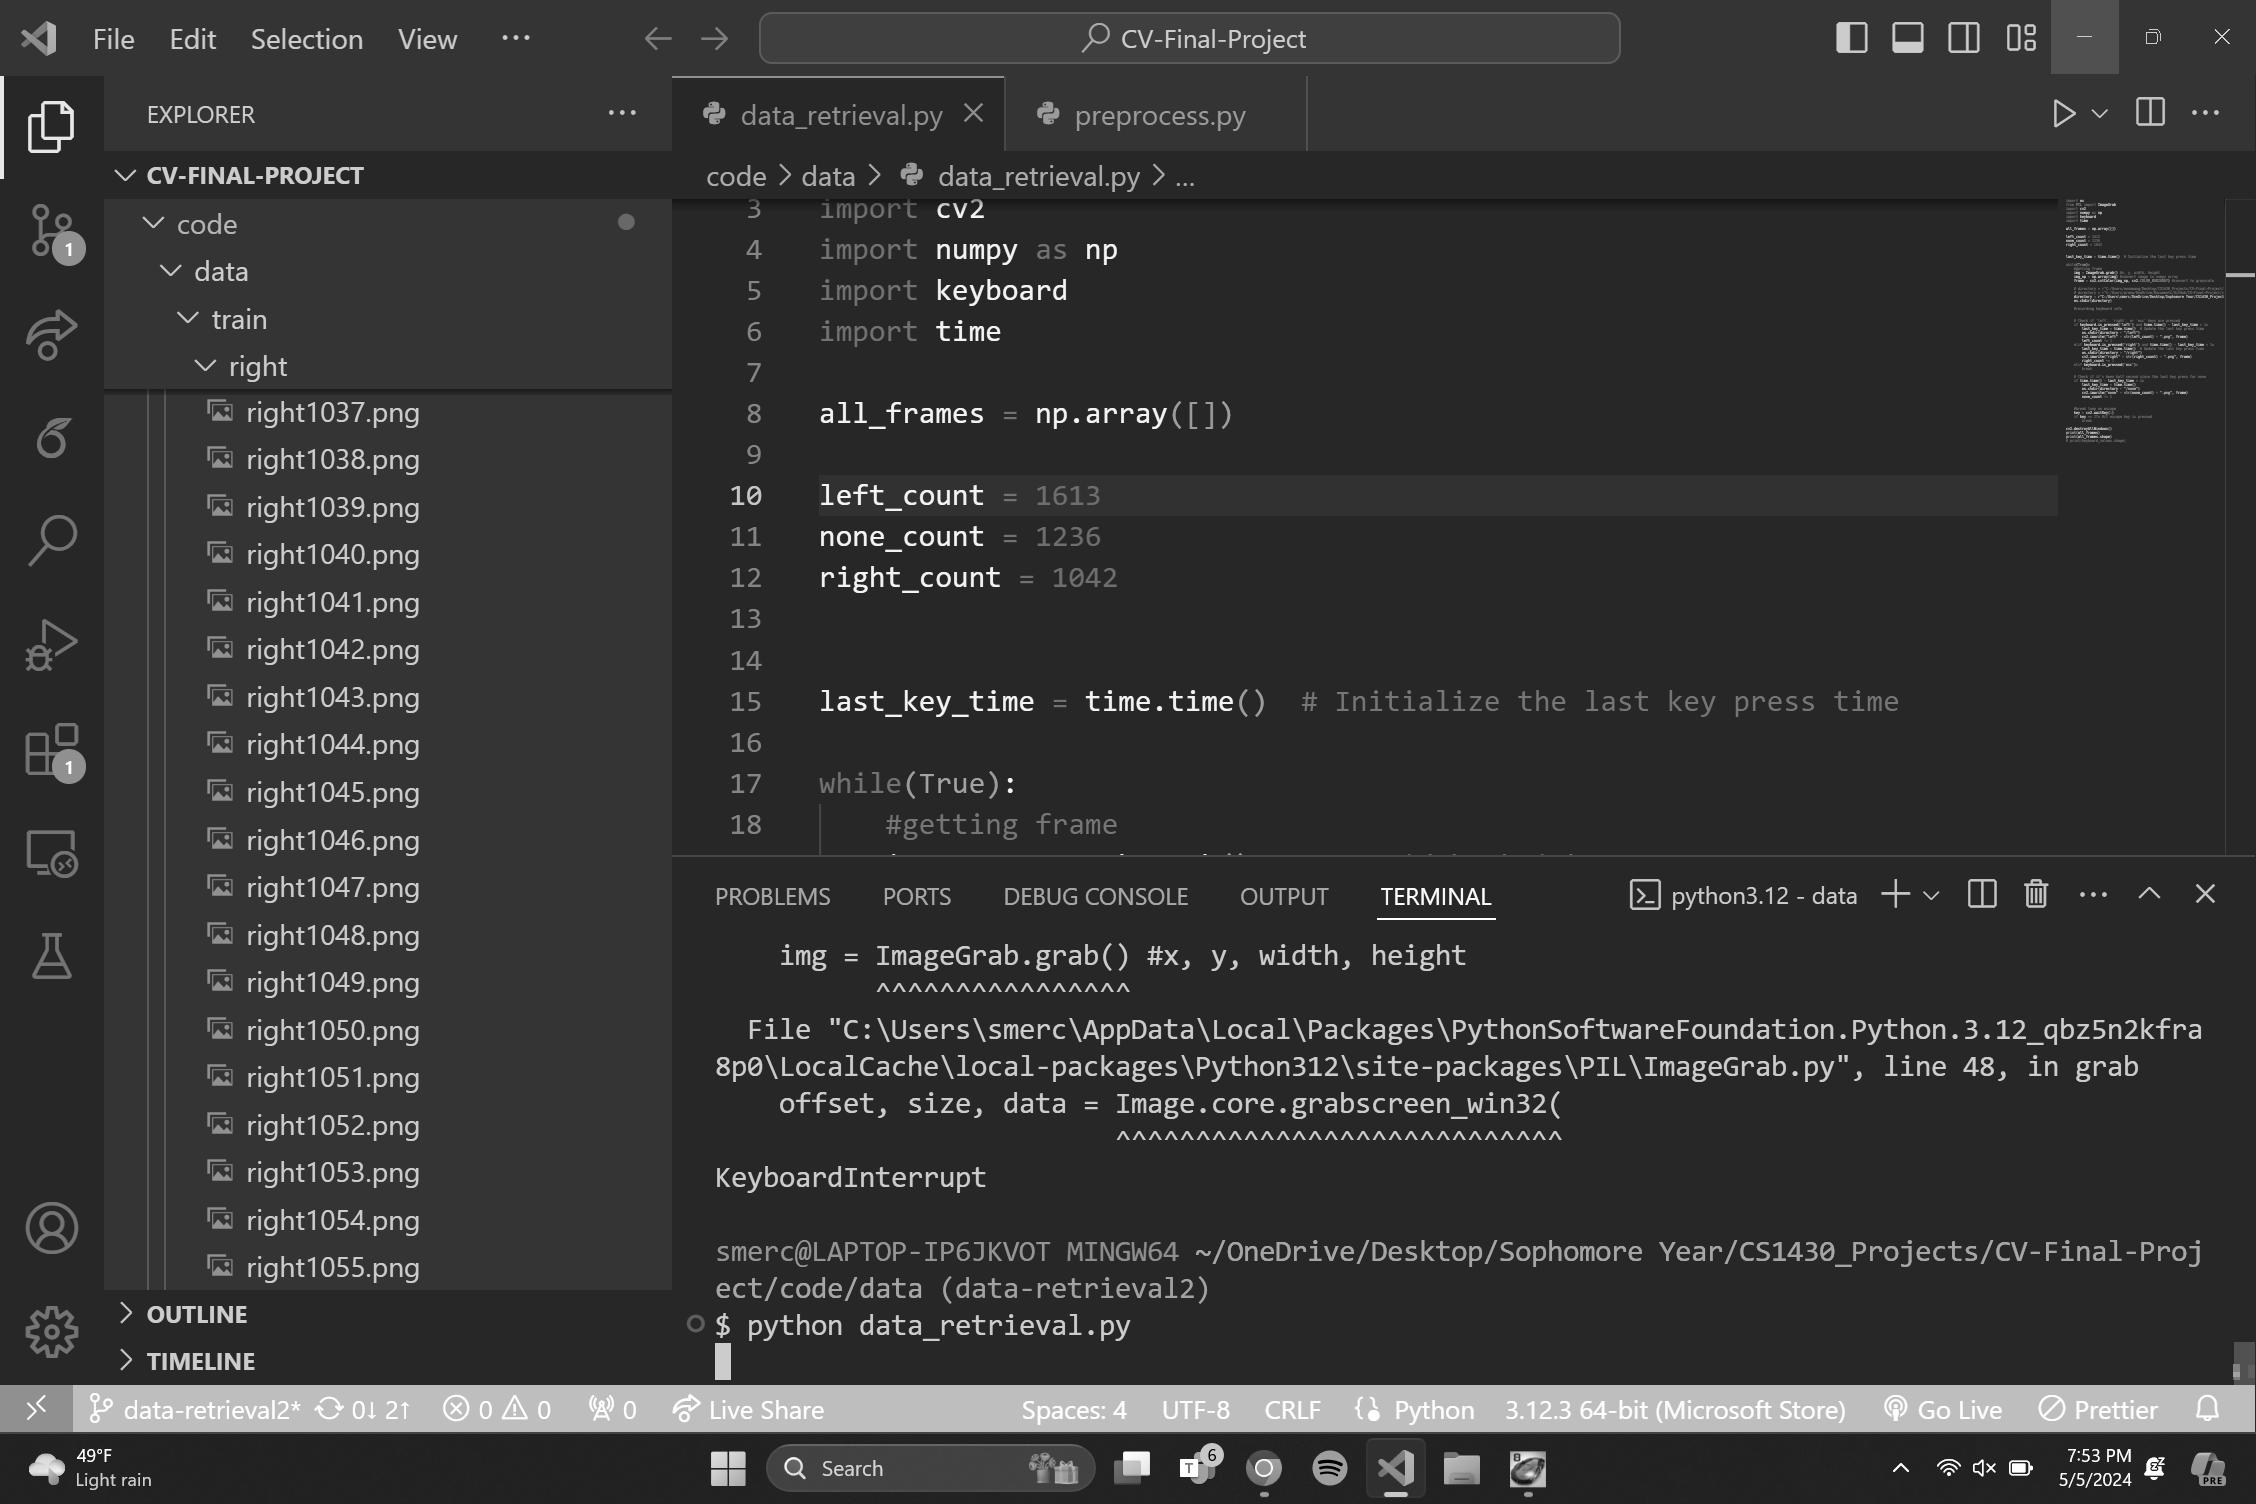 File Edit Selection View ··· CV-Final-Project
EXPLORER ···
data_retrieval.py
preprocess.py
CV-FINAL-PROJECT
code > data > data_retrieval.py > ...
code
data
train
right
right1037.png
right1038.png
right1039.png
right1040.png
right1041.png
right1042.png
right1043.png
right1044.png
right1045.png
right1046.png
right1047.png
right1048.png
right1049.png
right1050.png
right1051.png
right1052.png
right1053.png
right1054.png
right1055.png
OUTLINE
TIMELINE
1
1
3 import cv2
4 import numpy as np
5 import keyboard
6 import time
7
8 all_frames = np.array([])
9
10 left_count = 1613
11 none_count = 1236
12 right_count = 1042
13
14
15 last_key_time = time.time()  # Initialize the last key press time
16
17 while(True):
18     #getting frame
PROBLEMS PORTS DEBUG CONSOLE OUTPUT TERMINAL python3.12 - data
img = ImageGrab.grab() #x, y, width, height
^^^^^^^^^^^^^^^^
File "C:\Users\smerc\AppData\Local\Packages\PythonSoftwareFoundation.Python.3.12_qbz5n2kfra
8p0\LocalCache\local-packages\Python312\site-packages\PIL\ImageGrab.py", line 48, in grab
offset, size, data = Image.core.grabscreen_win32(
^^^^^^^^^^^^^^^^^^^^^^^^^^^^
KeyboardInterrupt
smerc@LAPTOP-IP6JKVOT MINGW64 ~/OneDrive/Desktop/Sophomore Year/CS1430_Projects/CV-Final-Proj
ect/code/data (data-retrieval2)
$ python data_retrieval.py
data-retrieval2* 0↓ 2↑ 0 0 0 Live Share Spaces: 4 UTF-8 CRLF Python 3.12.3 64-bit (Microsoft Store) Go Live Prettier
49°F
Light rain
Search
6
7:53 PM
5/5/2024
PRE